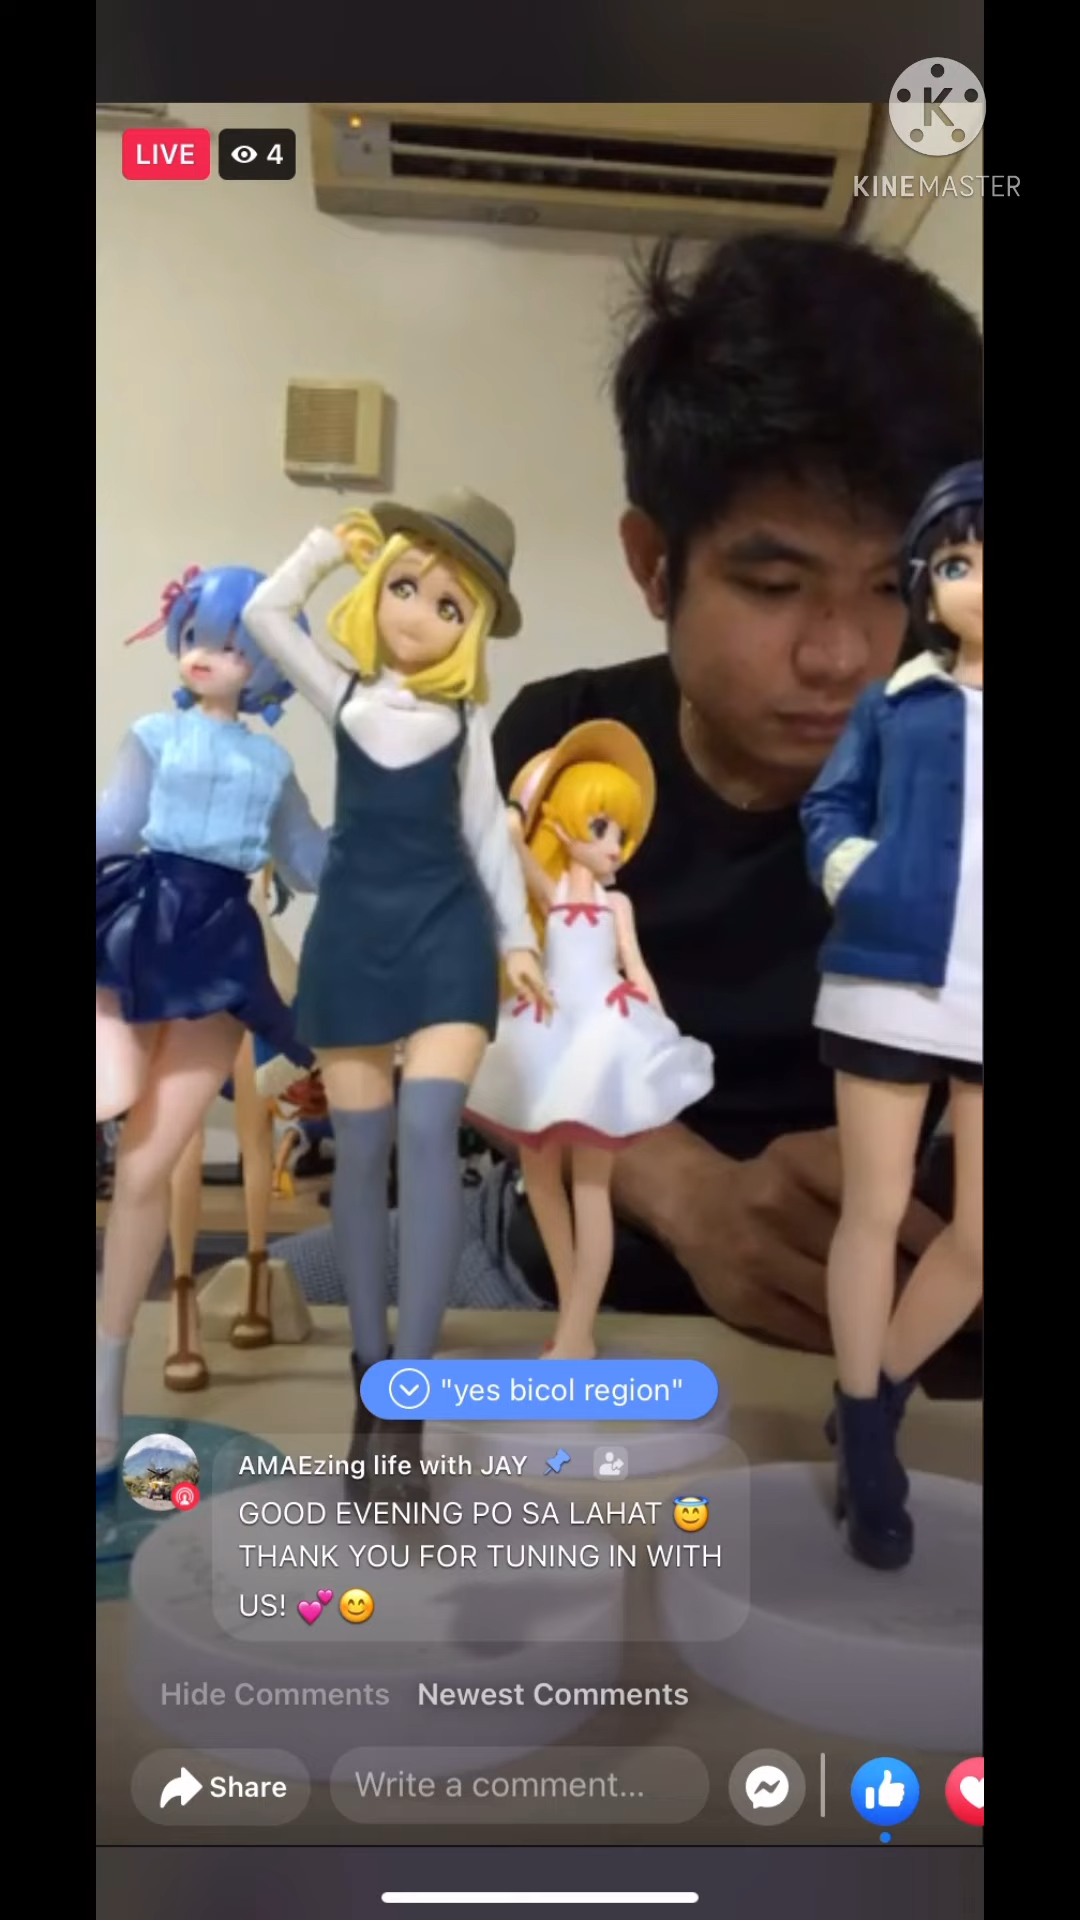 LIVE
4
KINEMASTER
"yes bicol region"
AMAEzing life with JAY
GOOD EVENING PO SA LAHAT 😇
THANK YOU FOR TUNING IN WITH
US! 💕😊
Hide Comments Newest Comments
Share
Write a comment...